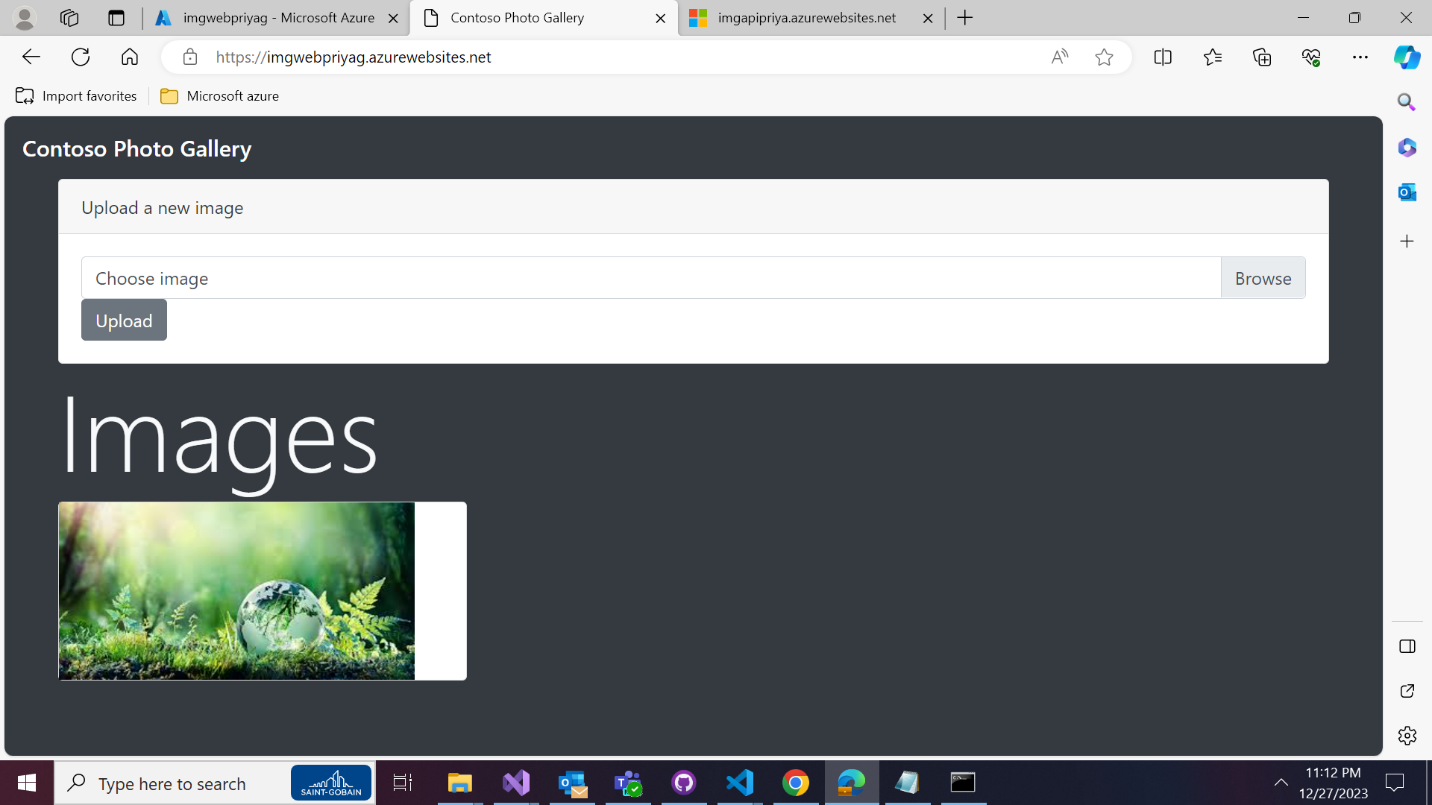 imgwebpriyag - Microsoft Azure
Contoso Photo Gallery
imgapipriya.azurewebsites.net
https://imgwebpriyag.azurewebsites.net
Import favorites
Microsoft azure
Contoso Photo Gallery
Upload a new image
Choose image
Browse
Upload
Images
Type here to search
SAINT-GOBAIN
11:12 PM
12/27/2023